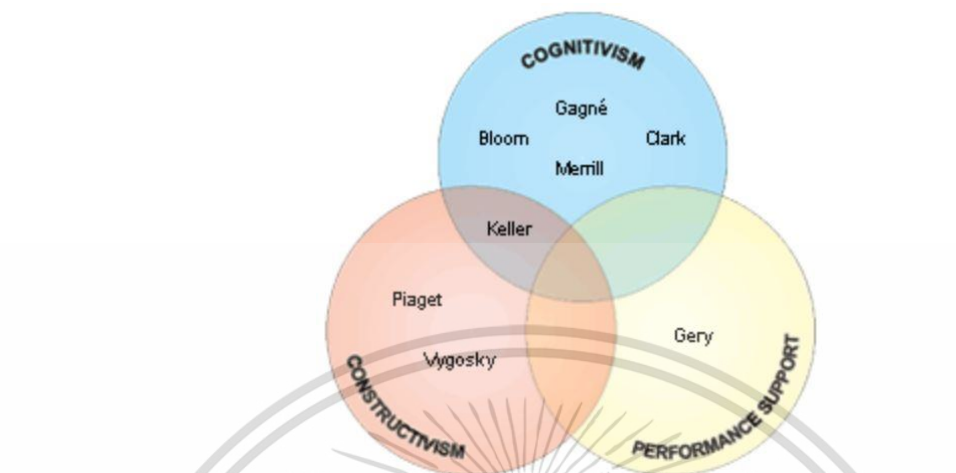 COGNITIVISM
Gagné
Bloom Clark
Merrill
Keller
Piaget
Gery
Vygosky
CONSTRUCTIVISM
PERFORMANCE SUPPORT